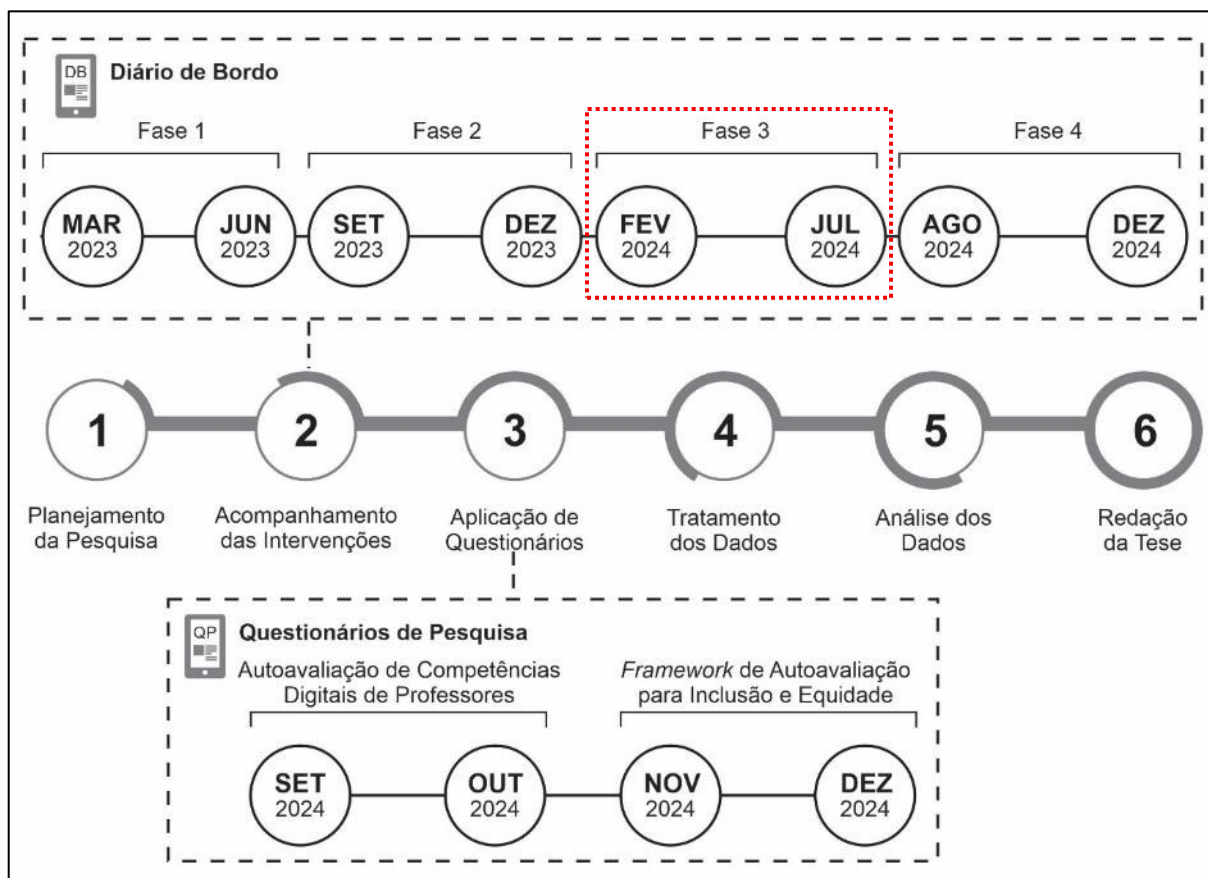 DB
Diário de Bordo
Fase 1
Fase 2
Fase 3
Fase 4
MAR
2023
JUN
2023
SET
2023
DEZ
2023
FEV
2024
JUL
2024
AGO
2024
DEZ
2024
1
2
3
4
5
6
Planejamento
da Pesquisa
Acompanhamento
das Intervenções
Aplicação de
Questionários
Tratamento
dos Dados
Análise dos
Dados
Redação
da Tese
QP
Questionários de Pesquisa
Autoavaliação de Competências
Digitais de Professores
Framework de Autoavaliação
para Inclusão e Equidade
SET
2024
OUT
2024
NOV
2024
DEZ
2024